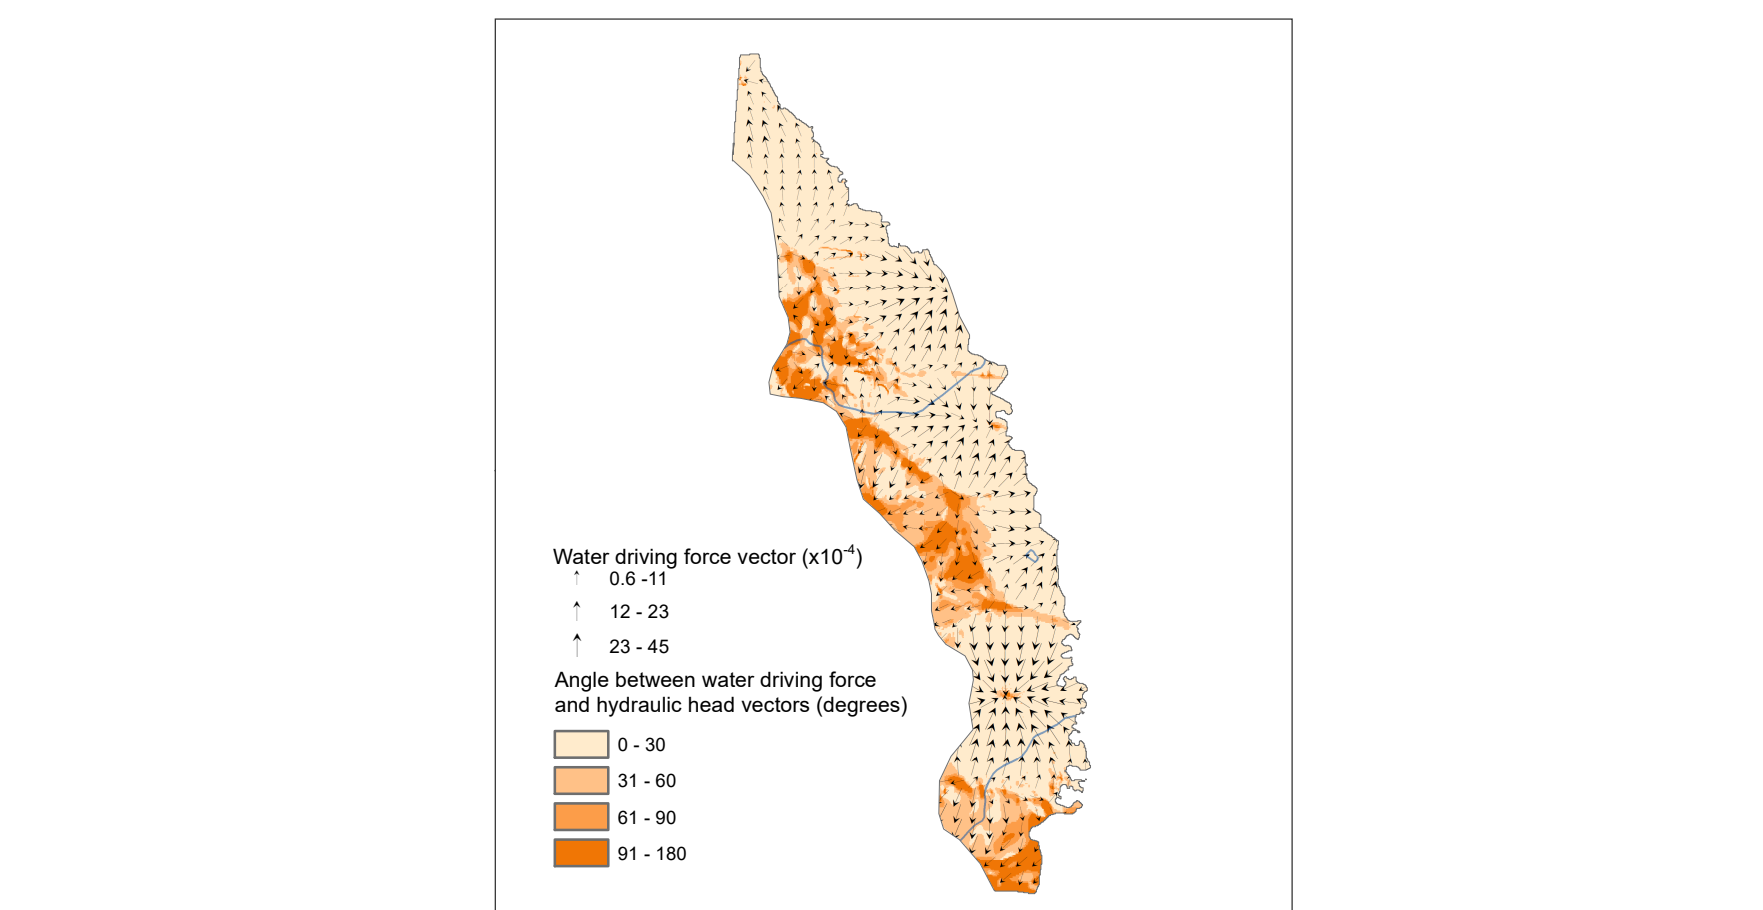 Water driving force vector (x10-4)
0.6 -11
12 - 23
23 - 45
Angle between water driving force
and hydraulic head vectors (degrees)
0 - 30
31 - 60
61 - 90
91 - 180